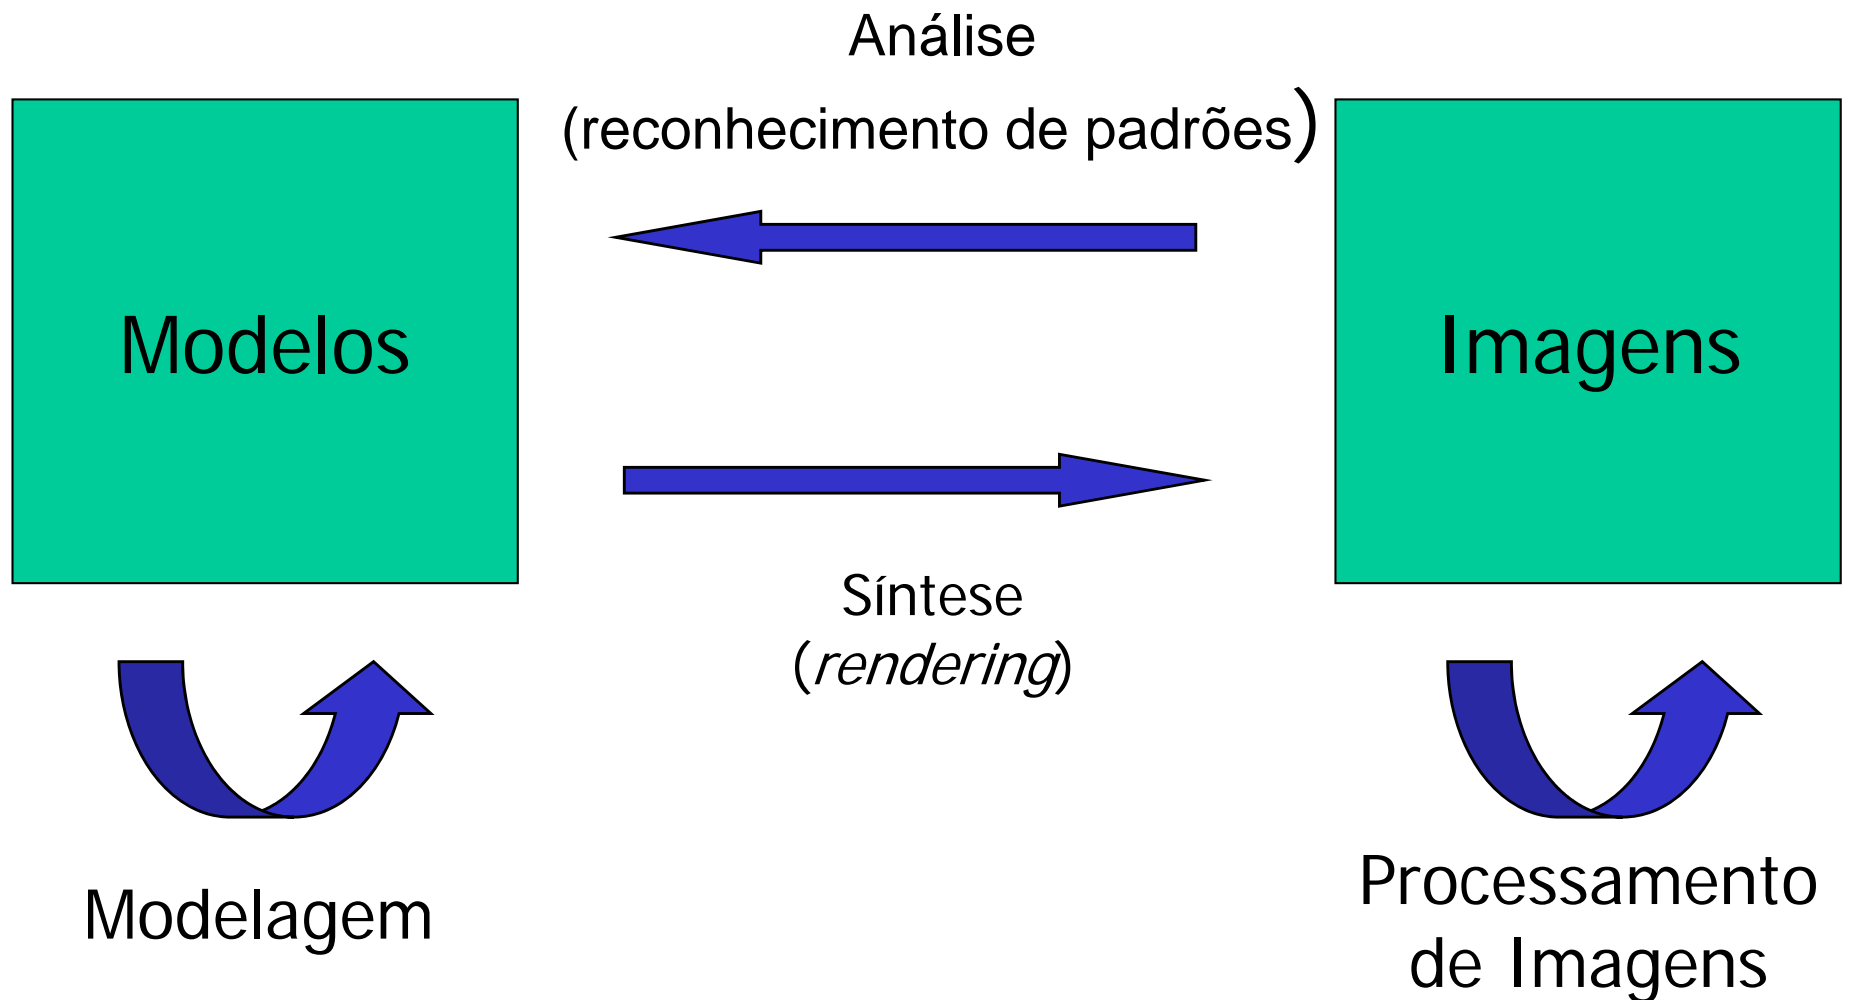 Análise
(reconhecimento de padrões)
Modelos
Imagens
Síntese
(rendering)
Modelagem
Processamento
de Imagens